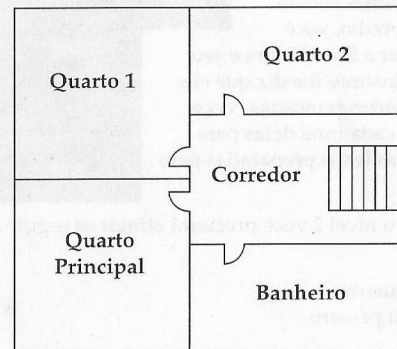 Quarto 1
Quarto 2
Corredor
Quarto
Principal
Banheiro